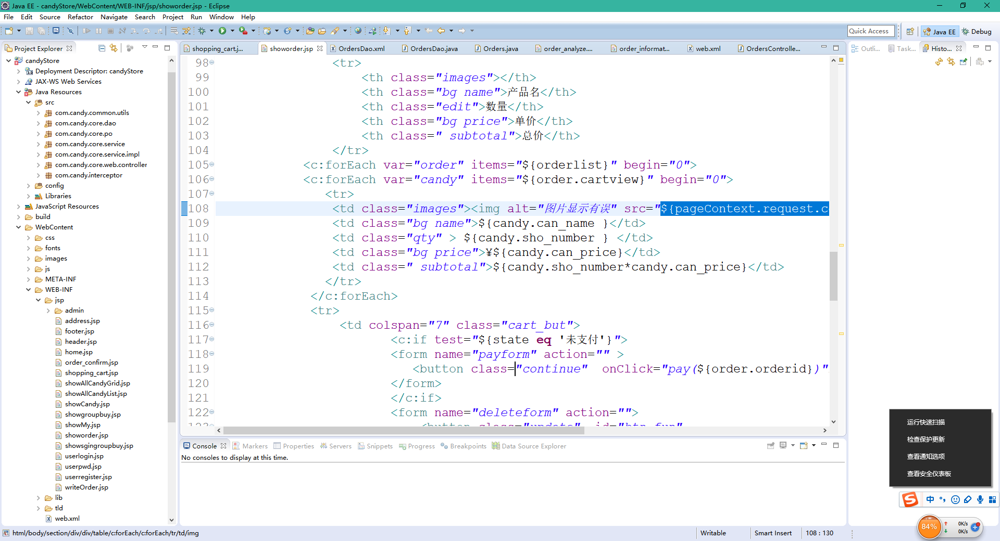 Java EE - candyStore/WebContent/WEB-INF/jsp/showorder.jsp - Eclipse
File Edit Source Refactor Navigate Search Project Run Window Help
Quick Access
Java EE
Debug
Project Explorer
candyStore
Deployment Descriptor: candyStore
JAX-WS Web Services
Java Resources
src
com.candy.common.utils
com.candy.core.dao
com.candy.core.po
com.candy.core.service
com.candy.core.service.impl
com.candy.core.web.controller
com.candy.interceptor
config
Libraries
JavaScript Resources
build
WebContent
css
fonts
images
js
META-INF
WEB-INF
jsp
admin
address.jsp
footer.jsp
header.jsp
home.jsp
order_confirm.jsp
shopping_cart.jsp
showAllCandyGrid.jsp
showAllCandyList.jsp
showCandy.jsp
showgroupbuy.jsp
showMy.jsp
showorder.jsp
showsgingroupbuy.jsp
userlogin.jsp
userpwd.jsp
userregister.jsp
writeOrder.jsp
lib
tld
web.xml
shopping_cart.j... showorder.jsp OrdersDao.xml OrdersDao.java Orders.java order_analyze.... order_informat... web.xml OrdersControlle...
98 <tr>
99 <th class="images"></th>
100 <th class="bg name">产品名</th>
101 <th class="edit">数量</th>
102 <th class="bg price">单价</th>
103 <th class=" subtotal">总价</th>
104 </tr>
105 <c:forEach var="order" items="${orderlist}" begin="0">
106 <c:forEach var="candy" items="${order.cartview}" begin="0">
107 <tr>
108 <td class="images"><img alt="图片显示有误" src="${pageContext.request.c
109 <td class="bg name">${candy.can_name }</td>
110 <td class="qty" > ${candy.sho_number } </td>
111 <td class="bg price">¥${candy.can_price}</td>
112 <td class=" subtotal">${candy.sho_number*candy.can_price}</td>
113 </tr>
114 </c:forEach>
115 <tr>
116 <td colspan="7" class="cart_but">
117 <c:if test="${state eq '未支付'}">
118 <form name="payform" action="" >
119 <button class="continue" onClick="pay(${order.orderid})"
120 </form>
121 </c:if>
122 <form name="deleteform" action="">
123 <button class="update" id="btn_fun"
Outli... Task... Histo...
Console Markers Properties Servers Snippets Progress Breakpoints Data Source Explorer
No consoles to display at this time.
运行快速扫描
检查保护更新
查看通知选项
查看安全仪表板
S 中
84%
0K/s
0K/s
html/body/section/div/div/table/c:forEach/c:forEach/tr/td/img
Writable
Smart Insert
108 : 130